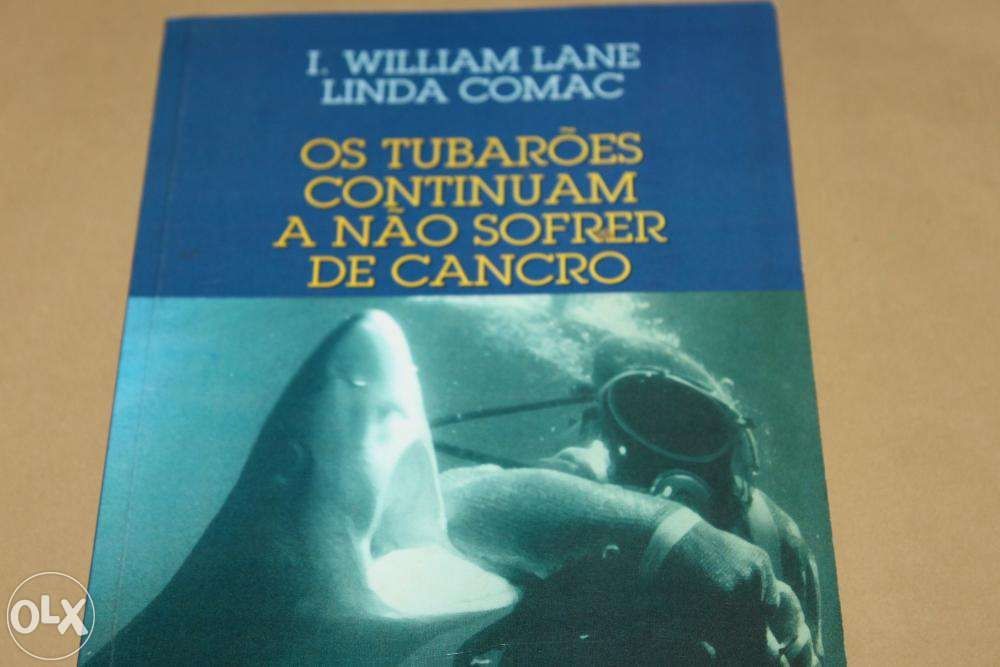 I. WILLIAM LANE
LINDA COMAC
OS TUBARÕES
CONTINUAM
A NÃO SOFRER
DE CANCRO
OLX